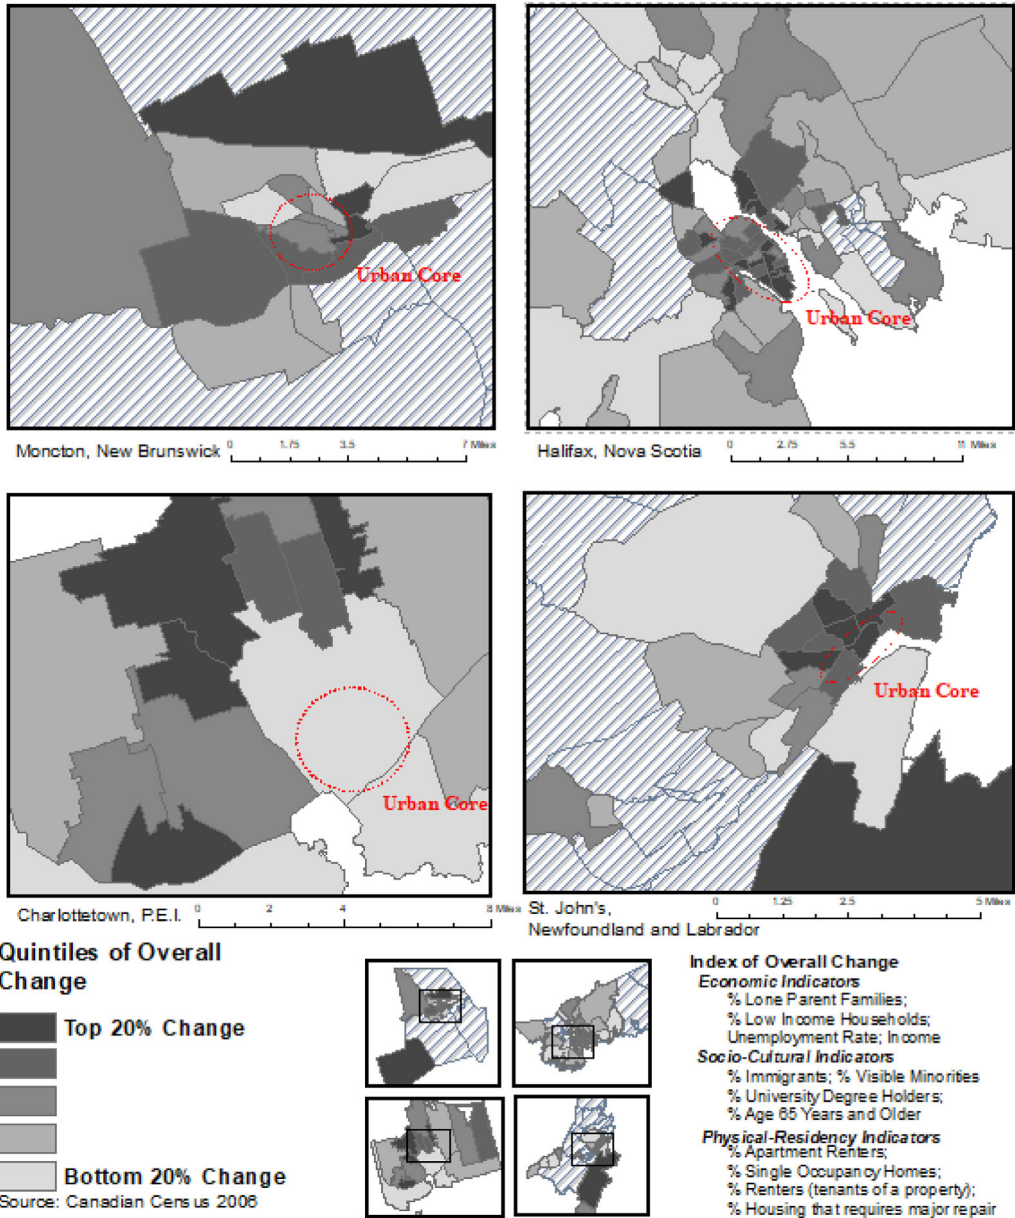 Urban Core
Moncton, New Brunswick
0 1.75 3.5 7 Miles
Urban Core
Halifax, Nova Scotia
0 2.75 5.5 11 Miles
Urban Core
Charlottetown, P.E.I.
0 2 4 8 Miles
Urban Core
St. John's,
Newfoundland and Labrador
0 1.25 2.5 5 Miles
Quintiles of Overall
Change
Top 20% Change
Bottom 20% Change
Source: Canadian Census 2006
Index of Overall Change
Economic Indicators
% Lone Parent Families;
% Low Income Households;
Unemployment Rate; Income
Socio-Cultural Indicators
% Immigrants; % Visible Minorities
% University Degree Holders;
% Age 65 Years and Older
Physical-Residency Indicators
% Apartment Renters;
% Single Occupancy Homes;
% Renters (tenants of a property);
% Housing that requires major repair